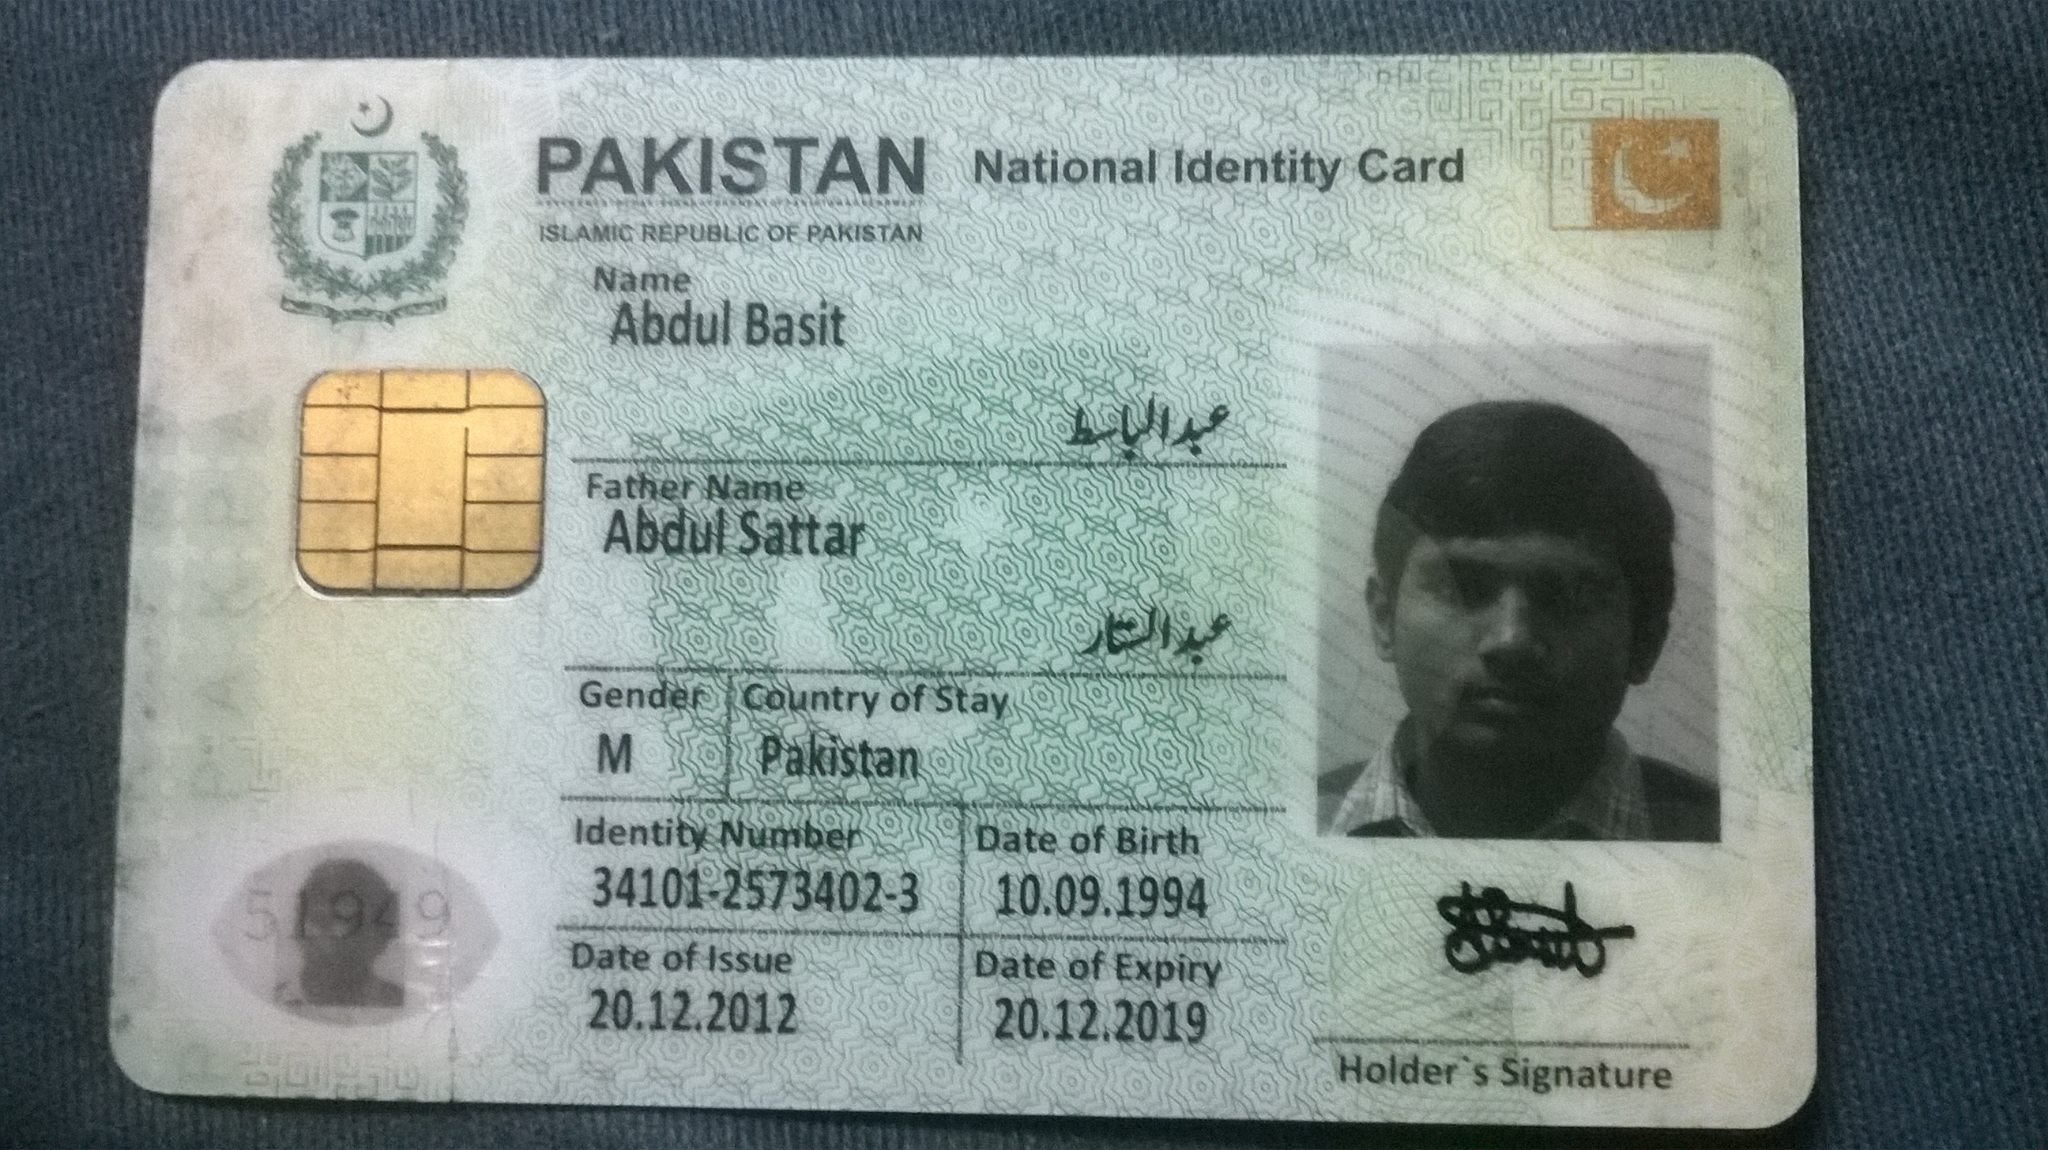 PAKISTAN National Identity Card
ISLAMIC REPUBLIC OF PAKISTAN
Name
Abdul Basit
عبدالباسط
Father Name
Abdul Sattar
عبدالستار
Gender Country of Stay
M Pakistan
Identity Number Date of Birth
34101-2573402-3 10.09.1994
51949
Date of Issue Date of Expiry
20.12.2012 20.12.2019
Holder`s Signature